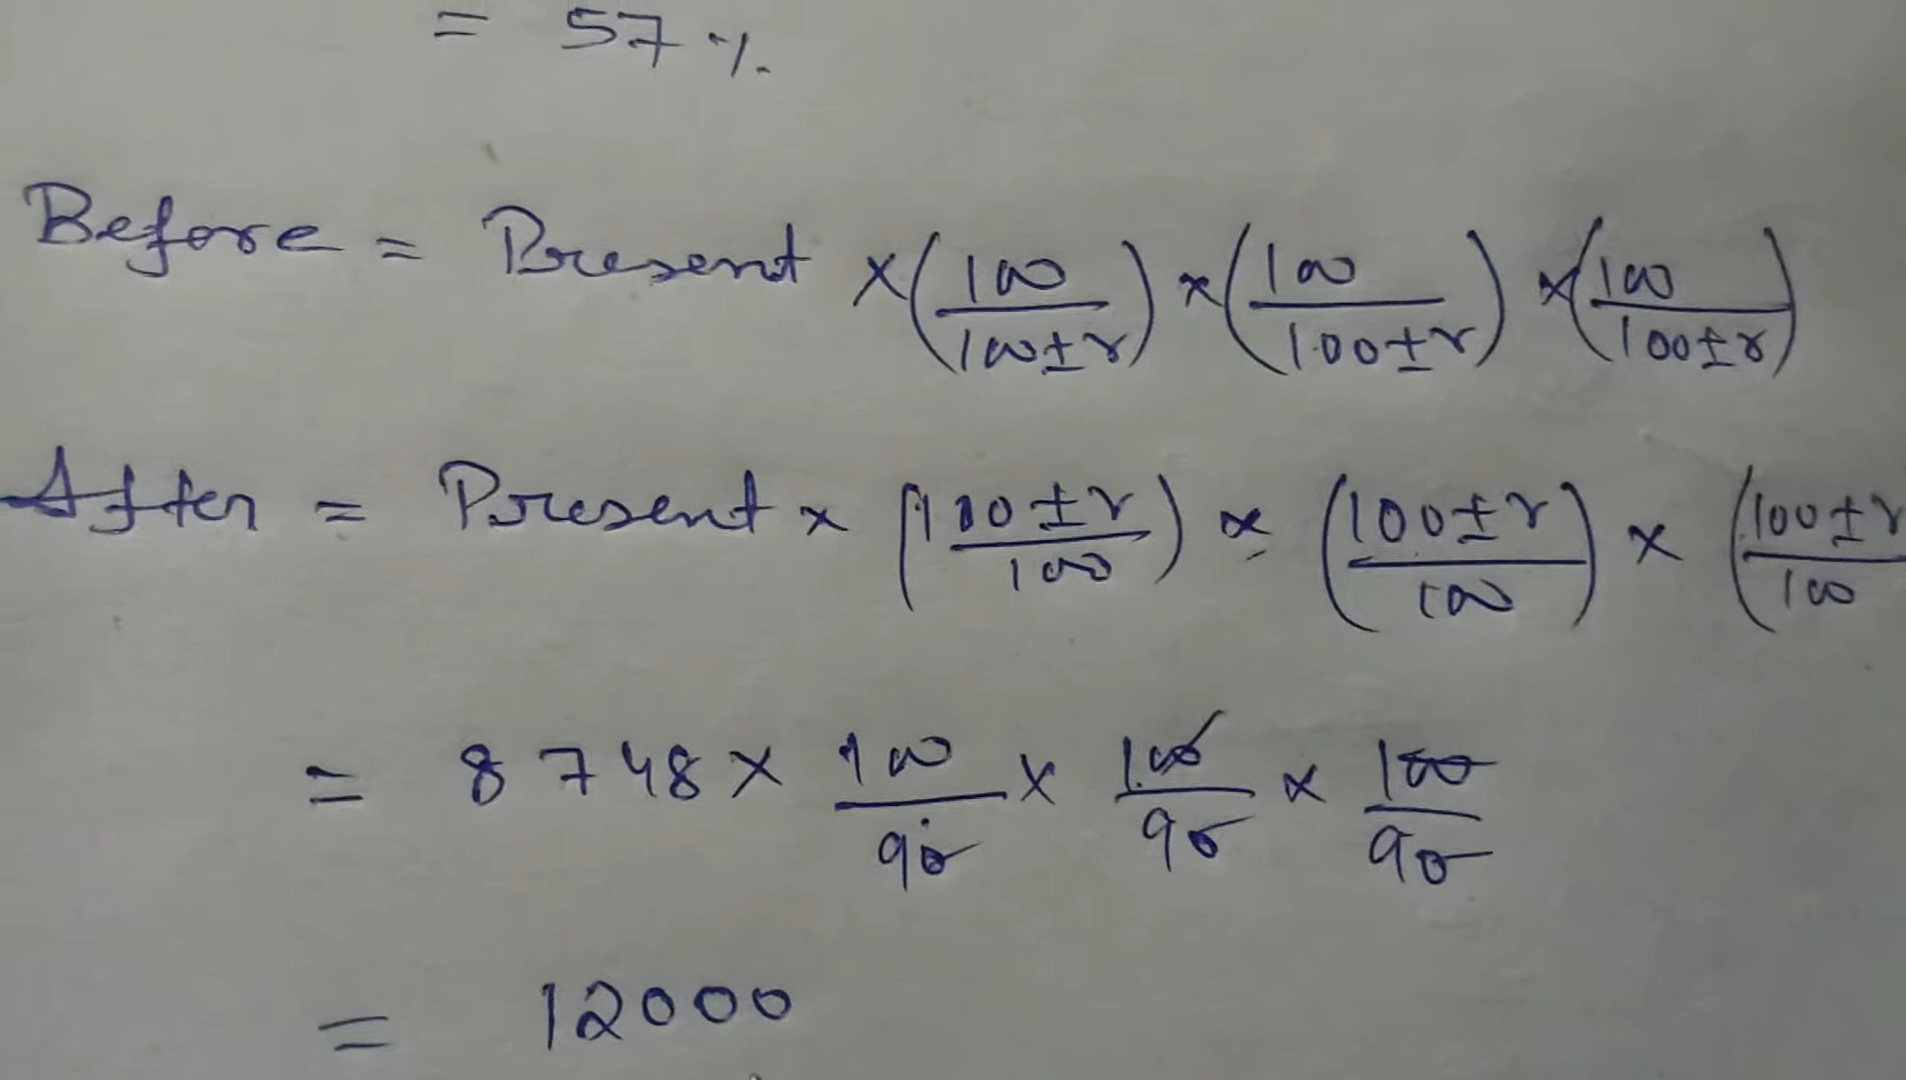 = 57 %.
Before = Present × (100/100±r) × (100/100±r) × (100/100±r)
After = Present × (100±r/100) × (100±r/100) × (100±r/100
= 8748 × 100/90 × 100/90 × 100/90
= 12000